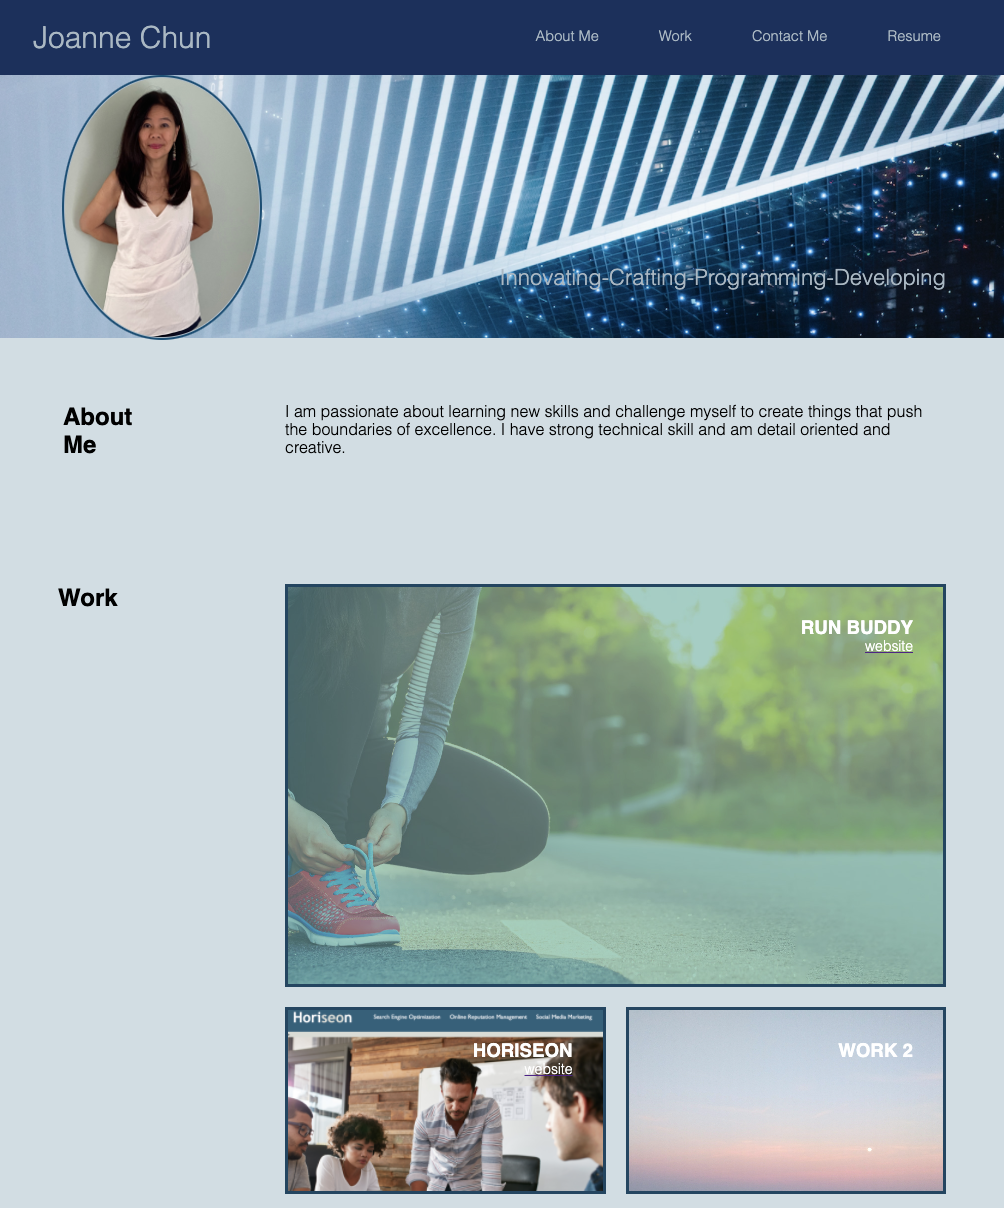 Joanne Chun
About Me Work Contact Me Resume
Innovating-Crafting-Programming-Developing
About
Me
I am passionate about learning new skills and challenge myself to create things that push
the boundaries of excellence. I have strong technical skill and am detail oriented and
creative.
Work
RUN BUDDY
website
Horiseon
Search Engine Optimization Online Reputation Management Social Media Marketing
HORISEON
website
WORK 2